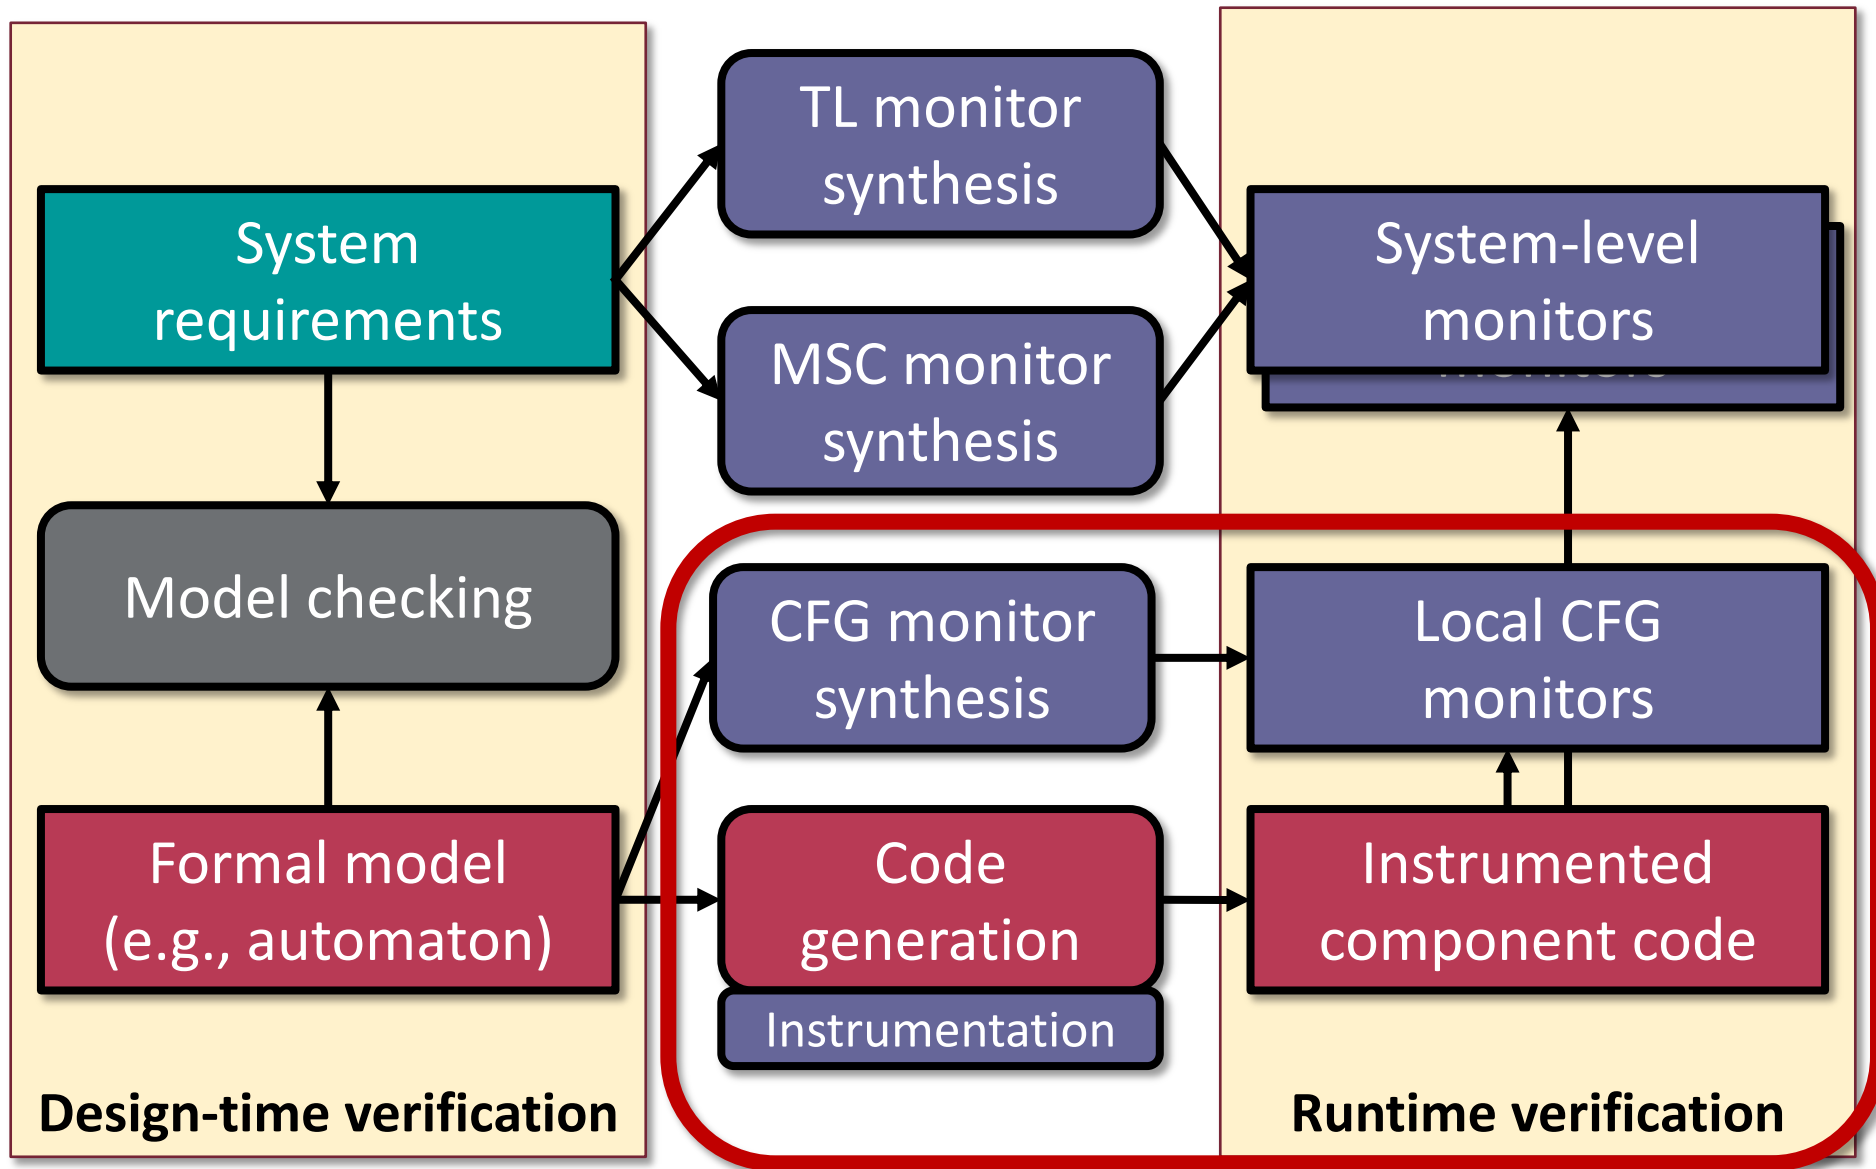 TL monitor
synthesis
System
requirements
System-level
monitors
monitors
MSC monitor
synthesis
Model checking
CFG monitor
synthesis
Local CFG
monitors
Formal model
(e.g., automaton)
Code
generation
Instrumentation
Instrumented
component code
Design-time verification
Runtime verification